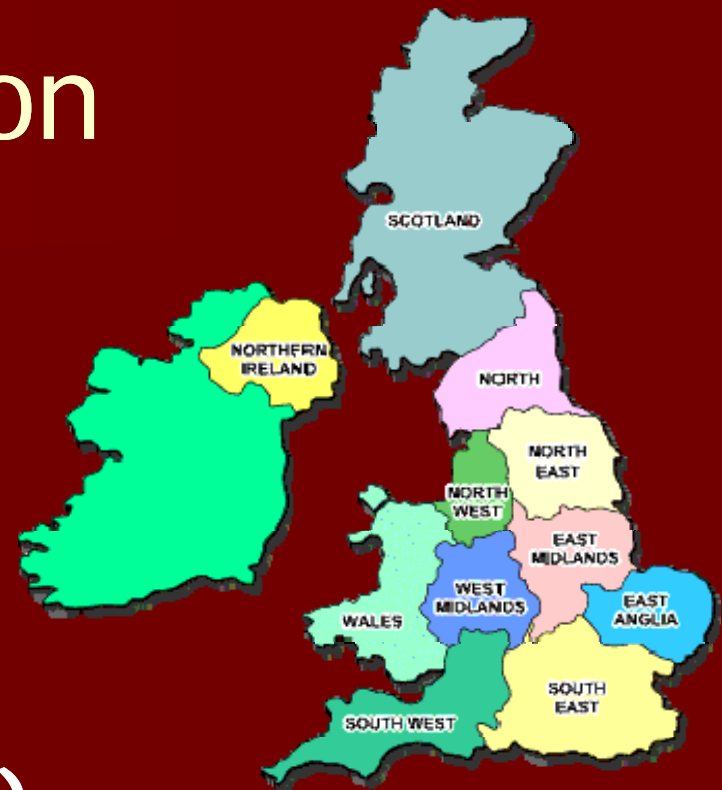 on
SCOTLAND
NORTHERN
IRELAND
NORTH
NORTH
EAST
NORTH
WEST
EAST
MIDLANDS
WEST
MIDLANDS
EAST
ANGLIA
WALES
SOUTH
EAST
SOUTH WEST
)